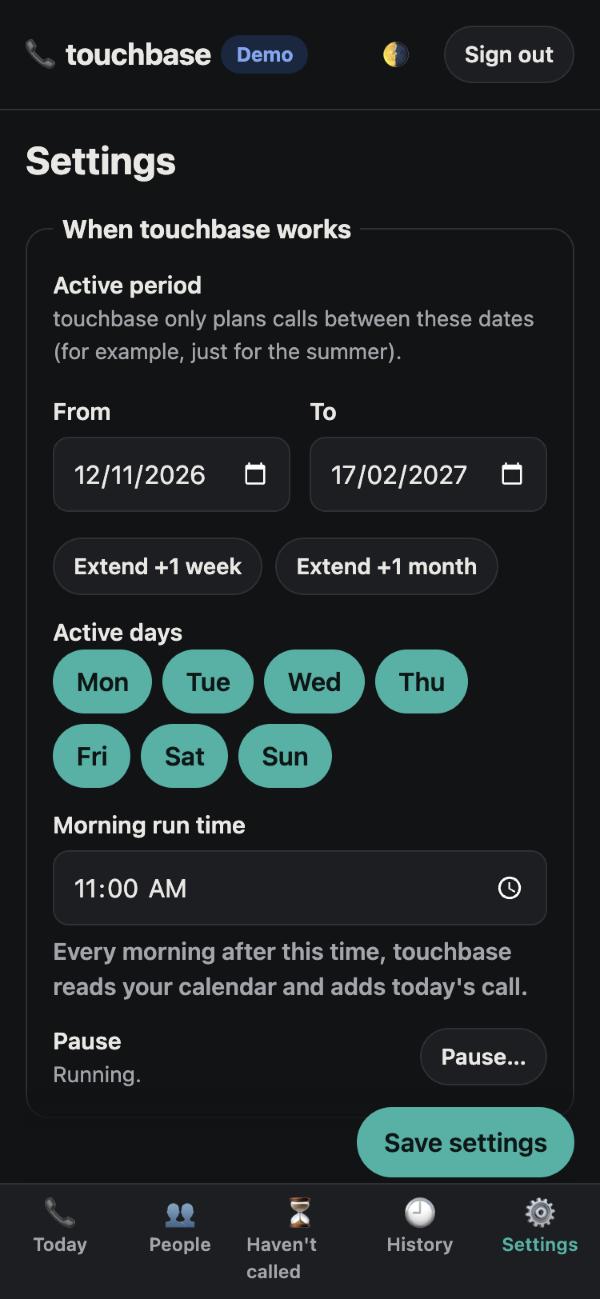 touchbase Demo Sign out
Settings
When touchbase works
Active period
touchbase only plans calls between these dates
(for example, just for the summer).
From To
12/11/2026 17/02/2027
Extend +1 week Extend +1 month
Active days
Mon Tue Wed Thu
Fri Sat Sun
Morning run time
11:00 AM
Every morning after this time, touchbase
reads your calendar and adds today's call.
Pause
Running.
Pause...
Save settings
Today People Haven't called History Settings